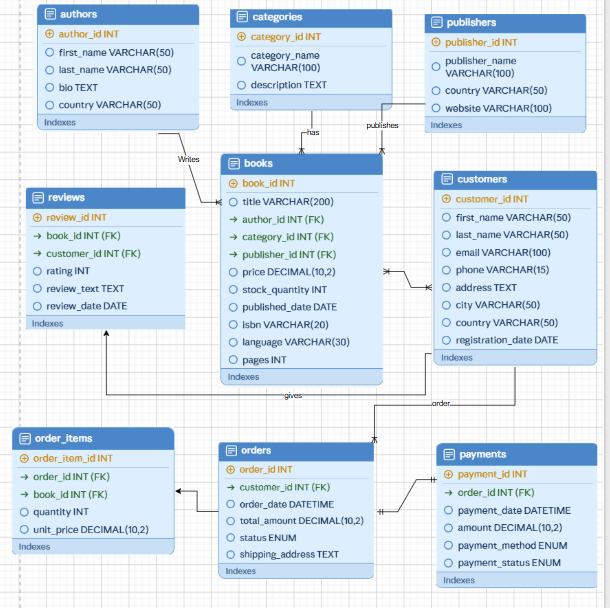 authors
author_id INT
first_name VARCHAR(50)
last_name VARCHAR(50)
bio TEXT
country VARCHAR(50)
Indexes
categories
category_id INT
category_name
VARCHAR(100)
description TEXT
Indexes
publishers
publisher_id INT
publisher_name
VARCHAR(100)
country VARCHAR(50)
website VARCHAR(100)
Indexes
Writes
has
publishes
reviews
review_id INT
book_id INT (FK)
customer_id INT (FK)
rating INT
review_text TEXT
review_date DATE
Indexes
books
book_id INT
title VARCHAR(200)
author_id INT (FK)
category_id INT (FK)
publisher_id INT (FK)
price DECIMAL(10,2)
stock_quantity INT
published_date DATE
isbn VARCHAR(20)
language VARCHAR(30)
pages INT
Indexes
customers
customer_id INT
first_name VARCHAR(50)
last_name VARCHAR(50)
email VARCHAR(100)
phone VARCHAR(15)
address TEXT
city VARCHAR(50)
country VARCHAR(50)
registration_date DATE
Indexes
gives
order
order_items
order_item_id INT
order_id INT (FK)
book_id INT (FK)
quantity INT
unit_price DECIMAL(10,2)
Indexes
orders
order_id INT
customer_id INT (FK)
order_date DATETIME
total_amount DECIMAL(10,2)
status ENUM
shipping_address TEXT
Indexes
payments
payment_id INT
order_id INT (FK)
payment_date DATETIME
amount DECIMAL(10,2)
payment_method ENUM
payment_status ENUM
Indexes